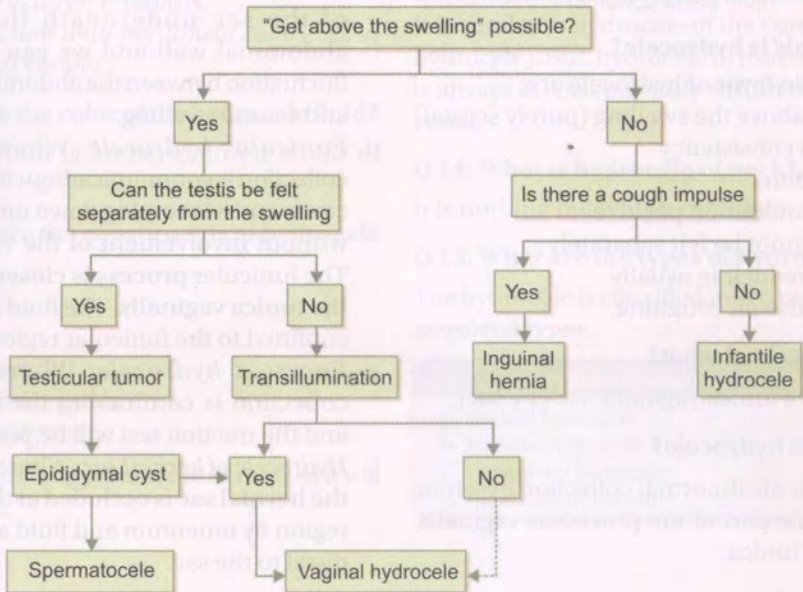 "Get above the swelling" possible?
Yes
No
Can the testis be felt
separately from the swelling
Is there a cough impulse
Yes
No
Yes
No
Testicular tumor
Transillumination
Inguinal
hernia
Infantile
hydrocele
Epididymal cyst
Yes
No
Spermatocele
Vaginal hydrocele